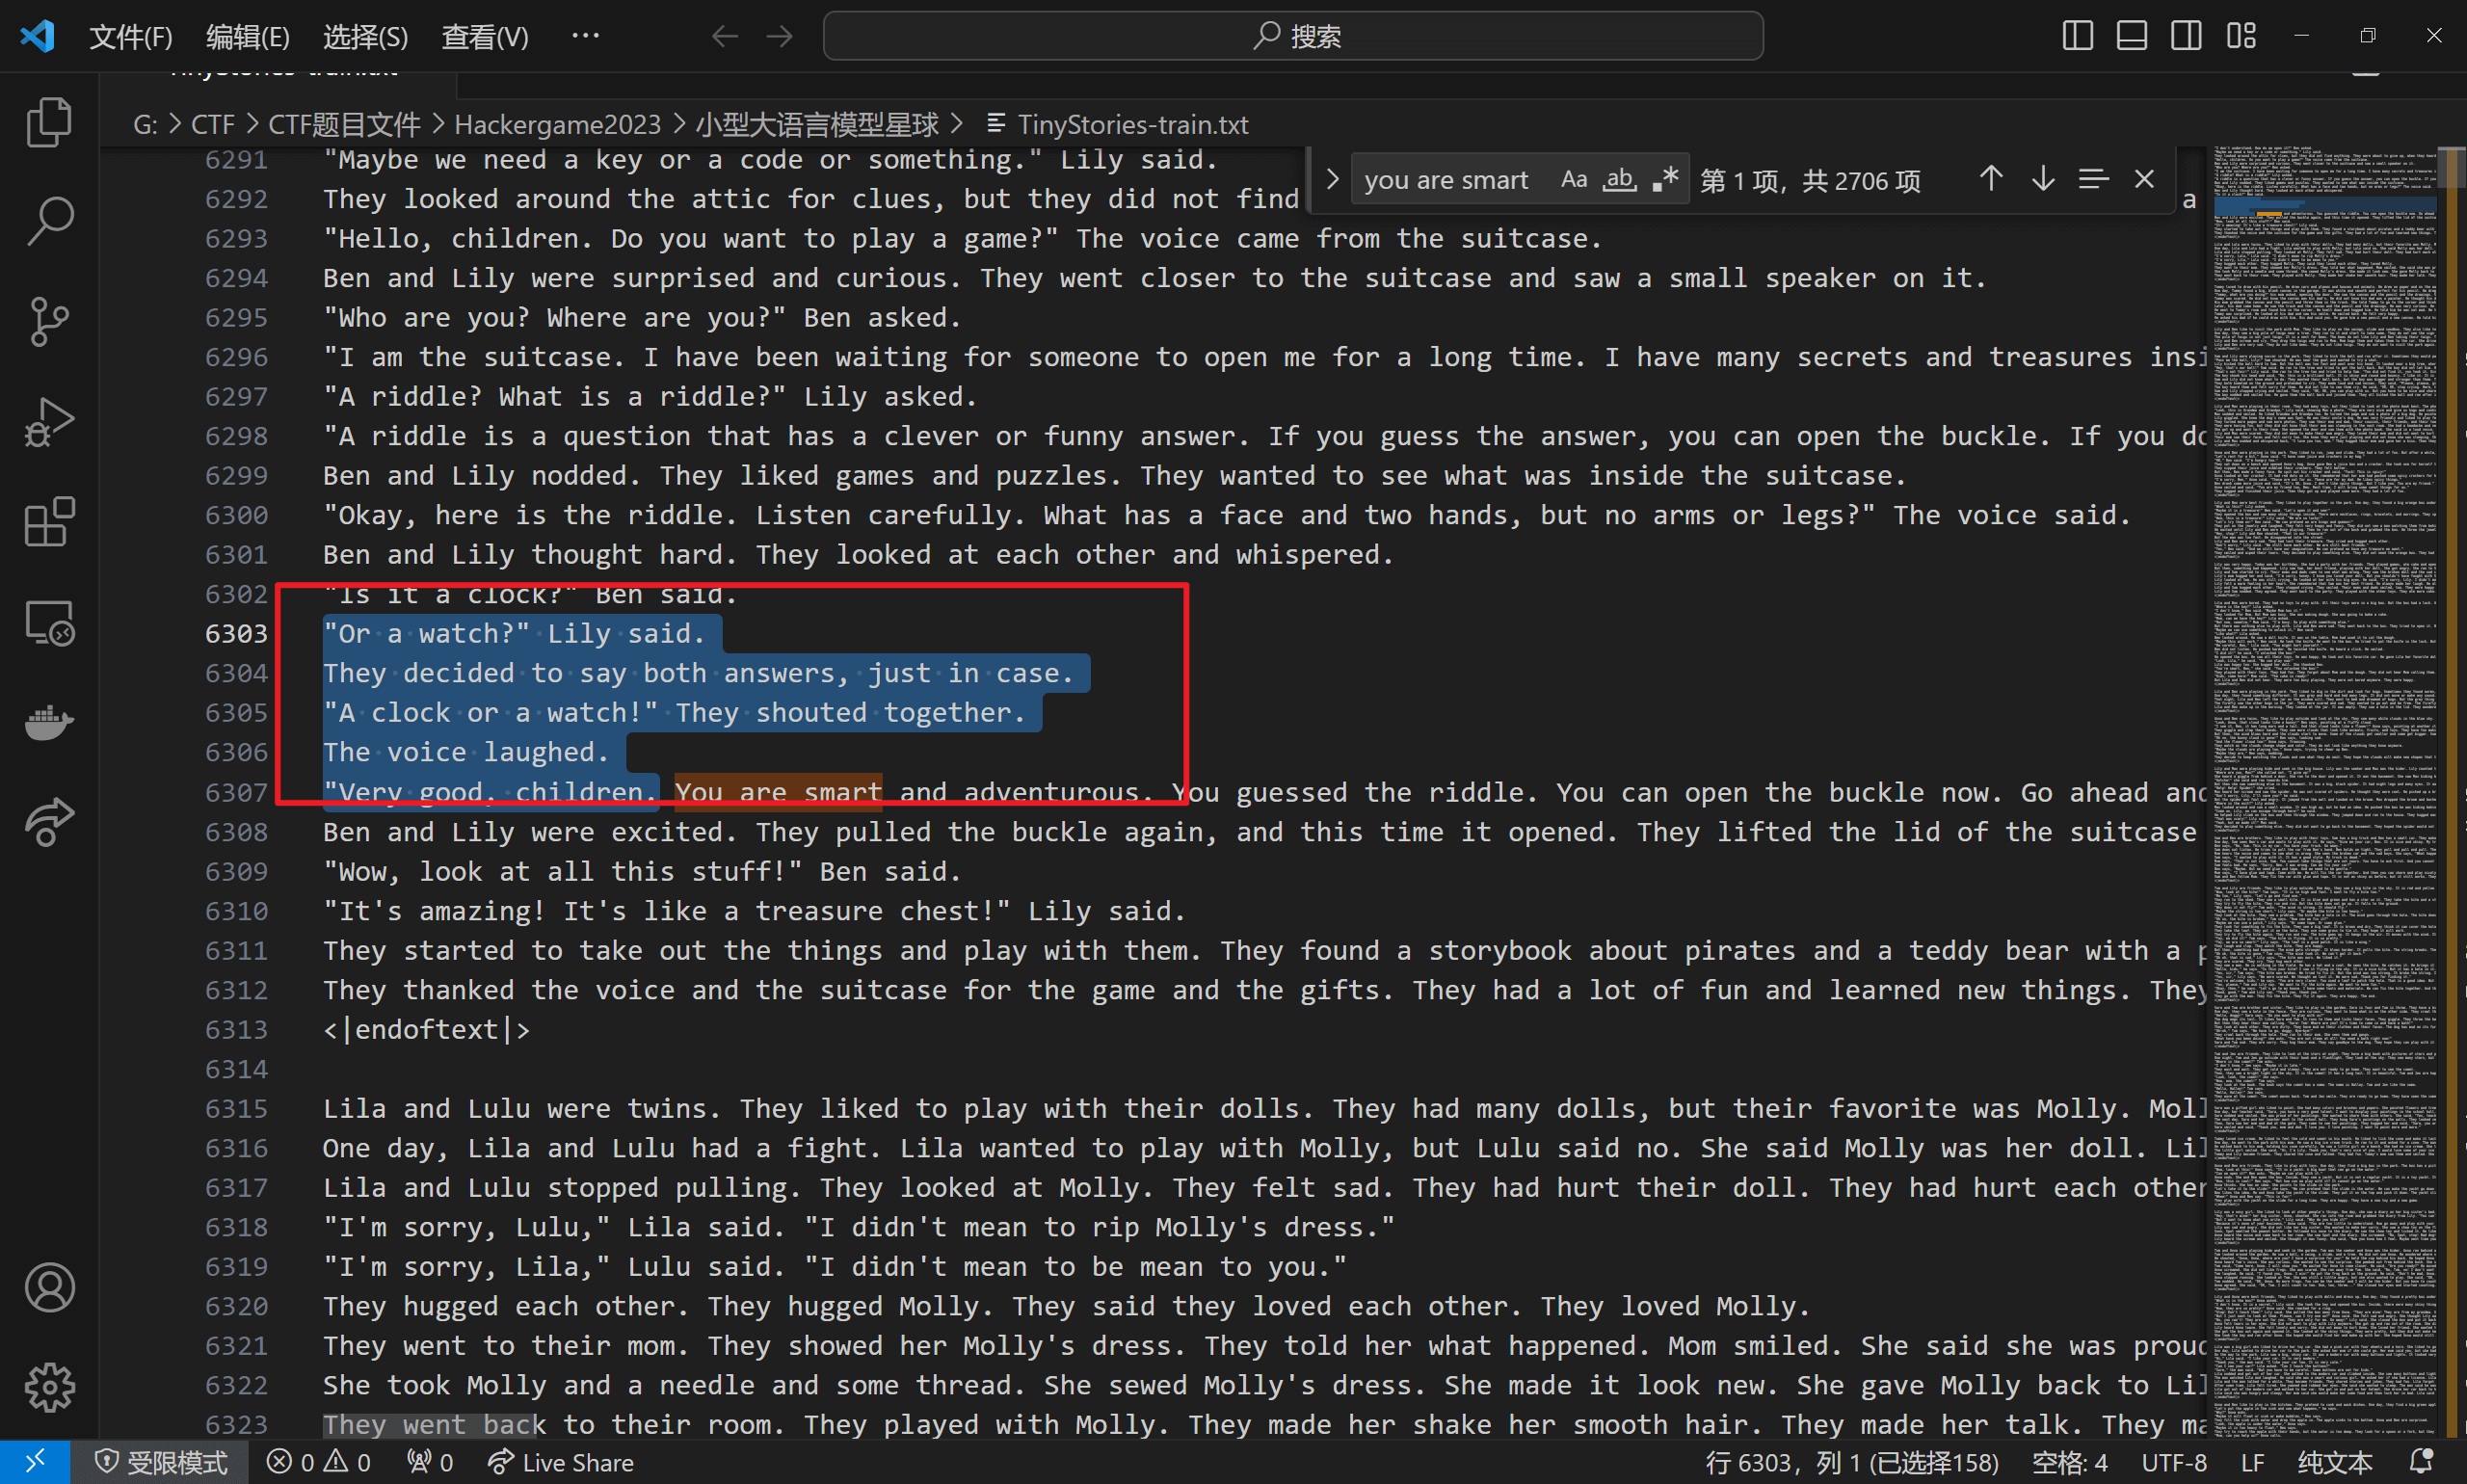 文件(F) 编辑(E) 选择(S) 查看(V) ··· 搜索
TinyStories-train.txt
G: > CTF > CTF题目文件 > Hackergame2023 > 小型大语言模型星球 > TinyStories-train.txt
you are smart Aa ab .* 第 1 项，共 2706 项
6291 "Maybe we need a key or a code or something." Lily said.
6292 They looked around the attic for clues, but they did not find a
6293 "Hello, children. Do you want to play a game?" The voice came from the suitcase.
6294 Ben and Lily were surprised and curious. They went closer to the suitcase and saw a small speaker on it.
6295 "Who are you? Where are you?" Ben asked.
6296 "I am the suitcase. I have been waiting for someone to open me for a long time. I have many secrets and treasures insi
6297 "A riddle? What is a riddle?" Lily asked.
6298 "A riddle is a question that has a clever or funny answer. If you guess the answer, you can open the buckle. If you do
6299 Ben and Lily nodded. They liked games and puzzles. They wanted to see what was inside the suitcase.
6300 "Okay, here is the riddle. Listen carefully. What has a face and two hands, but no arms or legs?" The voice said.
6301 Ben and Lily thought hard. They looked at each other and whispered.
6302 "Is it a clock?" Ben said.
6303 "Or a watch?" Lily said.
6304 They decided to say both answers, just in case.
6305 "A clock or a watch!" They shouted together.
6306 The voice laughed.
6307 "Very good, children. You are smart and adventurous. You guessed the riddle. You can open the buckle now. Go ahead and
6308 Ben and Lily were excited. They pulled the buckle again, and this time it opened. They lifted the lid of the suitcase
6309 "Wow, look at all this stuff!" Ben said.
6310 "It's amazing! It's like a treasure chest!" Lily said.
6311 They started to take out the things and play with them. They found a storybook about pirates and a teddy bear with a p
6312 They thanked the voice and the suitcase for the game and the gifts. They had a lot of fun and learned new things. They
6313 <|endoftext|>
6314
6315 Lila and Lulu were twins. They liked to play with their dolls. They had many dolls, but their favorite was Molly. Moll
6316 One day, Lila and Lulu had a fight. Lila wanted to play with Molly, but Lulu said no. She said Molly was her doll. Lil
6317 Lila and Lulu stopped pulling. They looked at Molly. They felt sad. They had hurt their doll. They had hurt each other
6318 "I'm sorry, Lulu," Lila said. "I didn't mean to rip Molly's dress."
6319 "I'm sorry, Lila," Lulu said. "I didn't mean to be mean to you."
6320 They hugged each other. They hugged Molly. They said they loved each other. They loved Molly.
6321 They went to their mom. They showed her Molly's dress. They told her what happened. Mom smiled. She said she was proud
6322 She took Molly and a needle and some thread. She sewed Molly's dress. She made it look new. She gave Molly back to Lil
6323 They went back to their room. They played with Molly. They made her shake her smooth hair. They made her talk. They ma
受限模式 0 0 0 Live Share 行 6303，列 1 (已选择158) 空格: 4 UTF-8 LF 纯文本